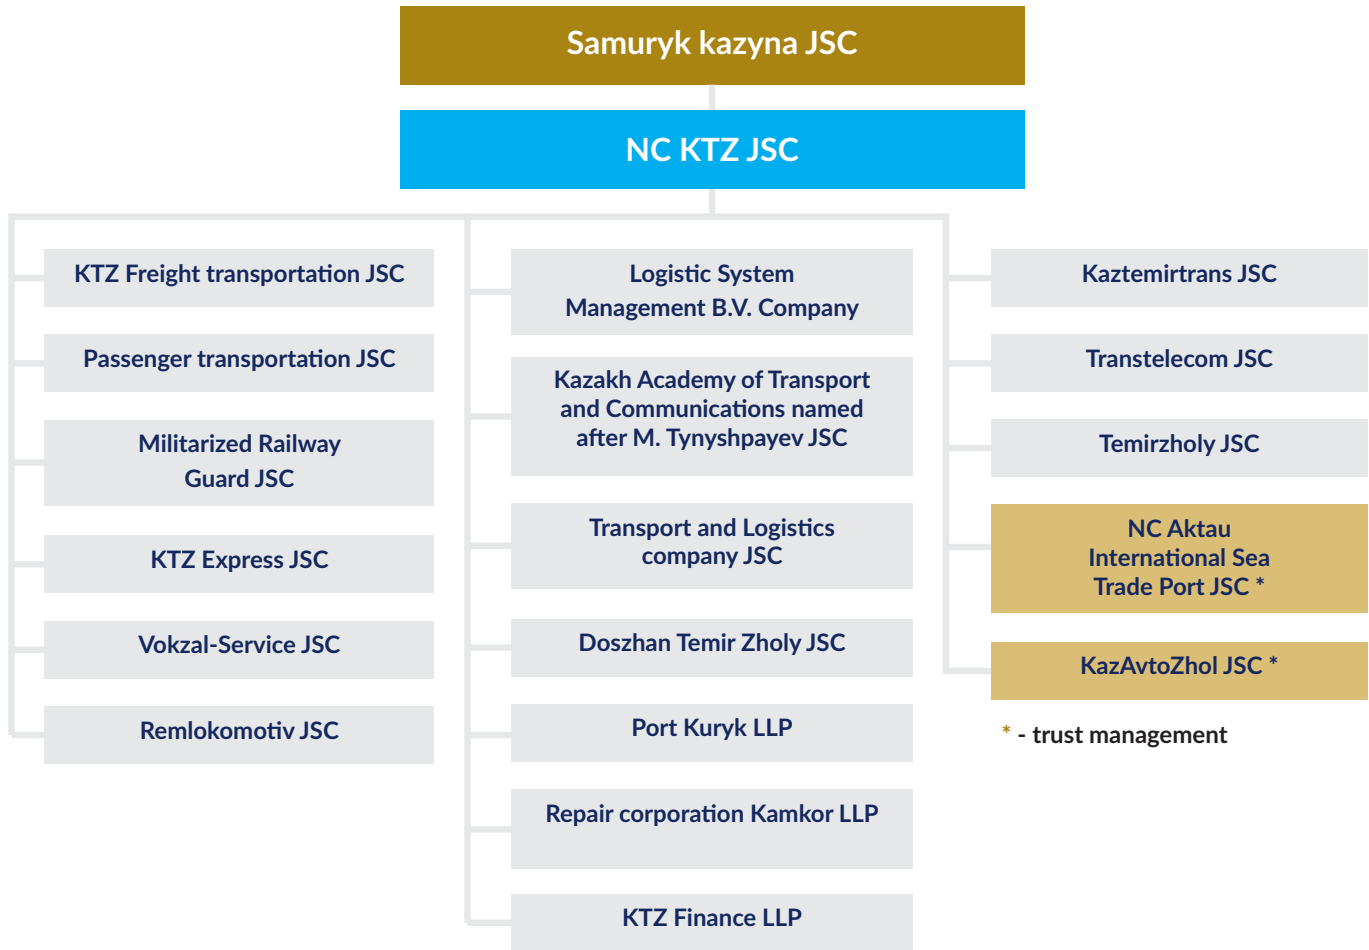 Samuryk kazyna JSC
NC KTZ JSC
KTZ Freight transportation JSC
Passenger transportation JSC
Militarized Railway
Guard JSC
KTZ Express JSC
Vokzal-Service JSC
Remlokomotiv JSC
Logistic System
Management B.V. Company
Kazakh Academy of Transport
and Communications named
after M. Tynyshpayev JSC
Transport and Logistics
company JSC
Doszhan Temir Zholy JSC
Port Kuryk LLP
Repair corporation Kamkor LLP
KTZ Finance LLP
Kaztemirtrans JSC
Transtelecom JSC
Temirzholy JSC
NC Aktau
International Sea
Trade Port JSC *
KazAvtoZhol JSC *
* - trust management